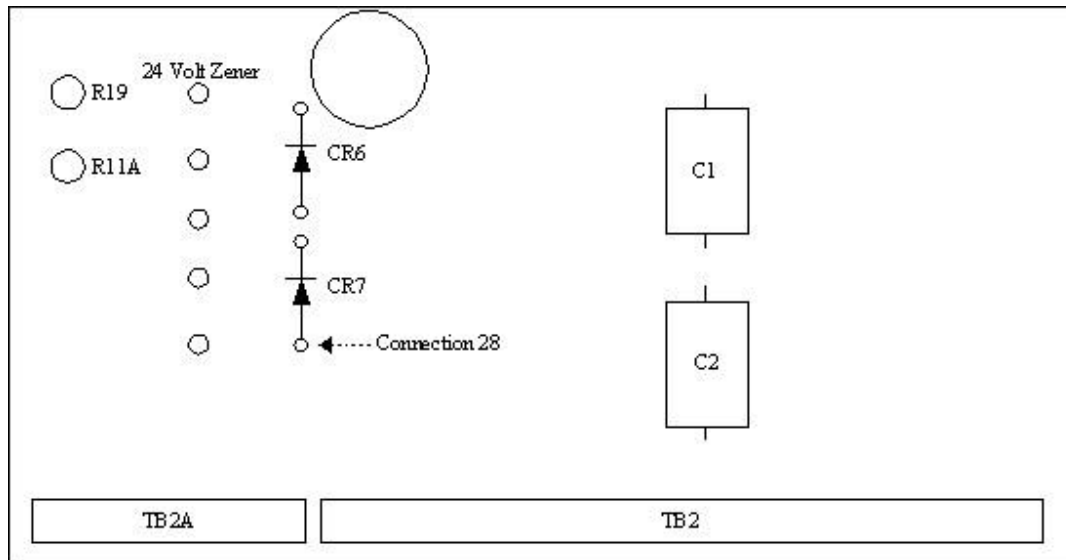 24 Volt Zener
R19
R11A
CR6
C1
CR7
Connection 28
C2
TB2A
TB2